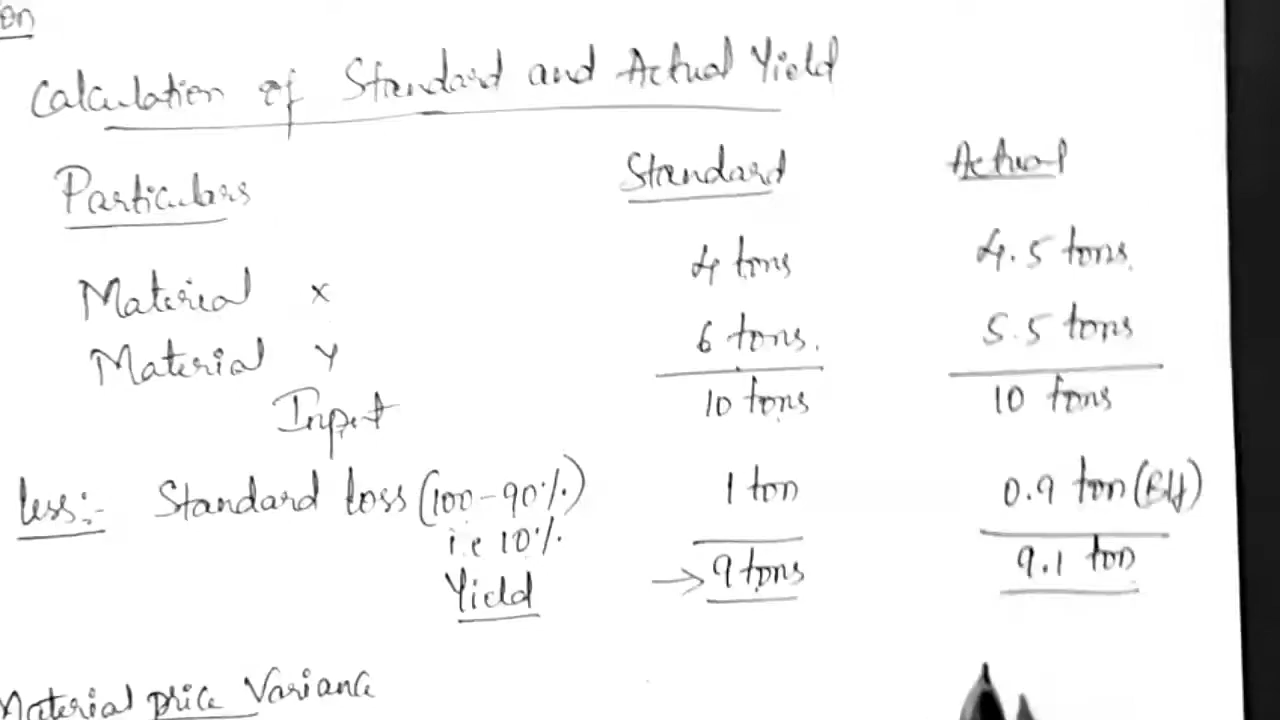 on
Calculation of Standard and Actual Yield
Particulars Standard Actual
Material X 4 tons 4.5 tons.
Material Y 6 tons. 5.5 tons
Input 10 tons 10 tons
less:- Standard loss (100-90%) 1 ton 0.9 ton (B/f)
i.e 10%
Yield → 9 tons 9.1 ton
Material price Variance